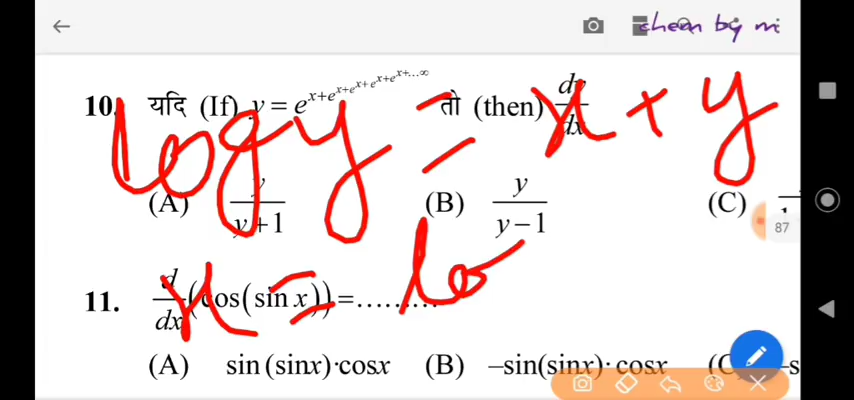 chem by mi
10. यदि (If) y = e^{x+e^{x+e^{x+e^{x+e^{x+...∞}}}}} तो (then) dy/dx
log y = x + y
(A) y/(y+1) (B) y/(y−1) (C)
87
x = lo
11. d/dx (cos(sin x)) = .........
(A) sin (sinx)·cosx (B) –sin(sinx)·cosx (C) –s